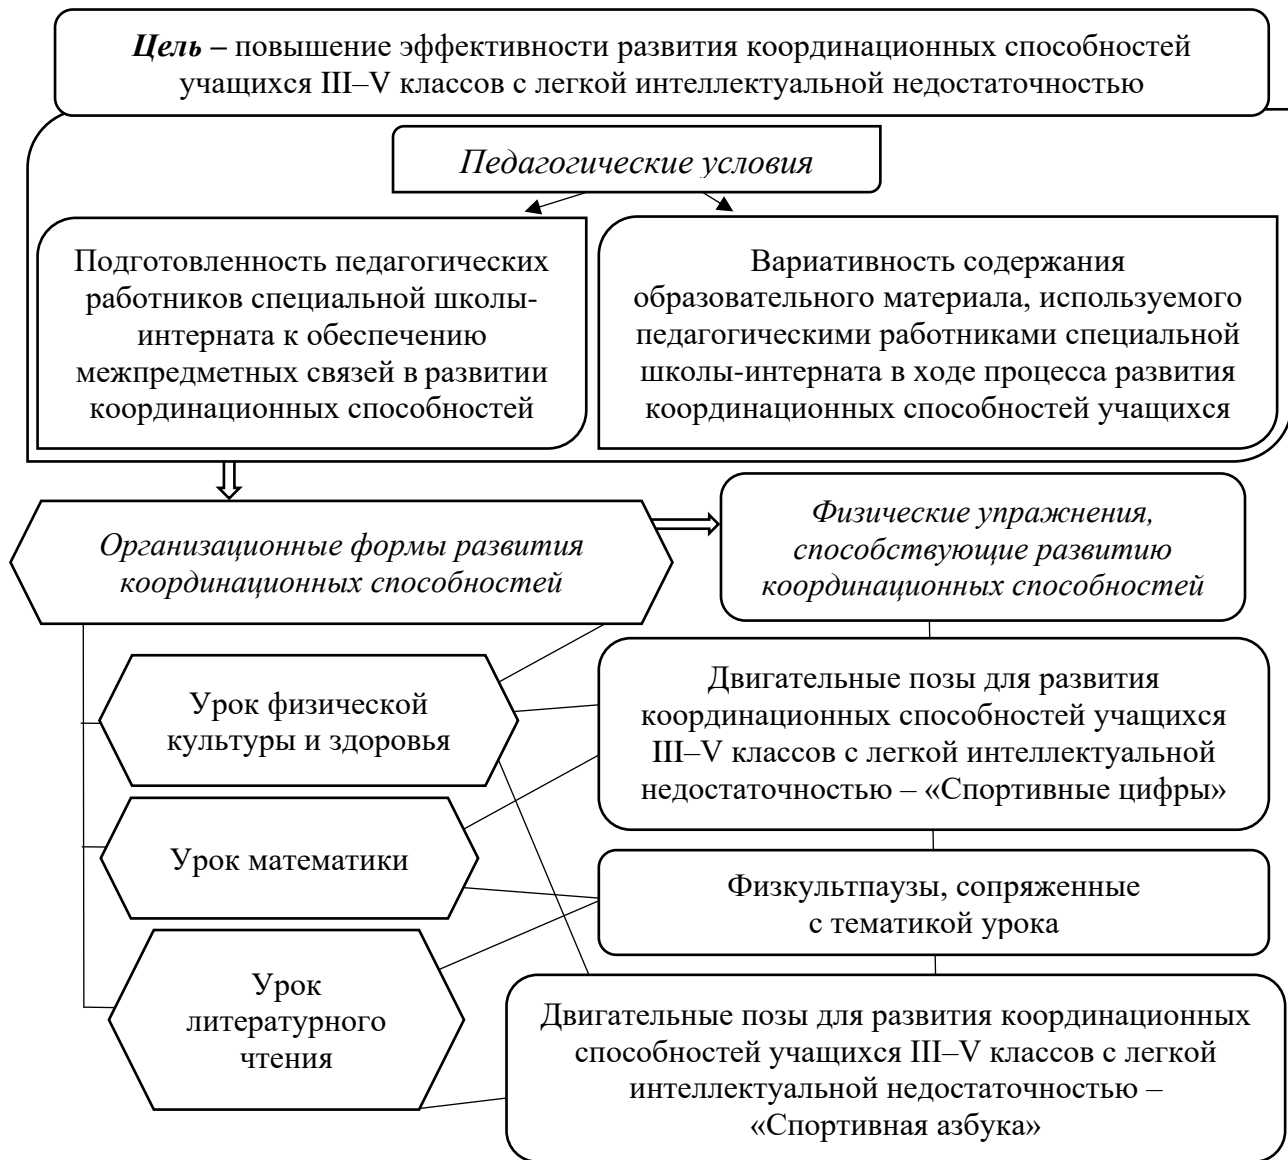 Цель – повышение эффективности развития координационных способностей
учащихся III–V классов с легкой интеллектуальной недостаточностью
Педагогические условия
Подготовленность педагогических
работников специальной школы-
интерната к обеспечению
межпредметных связей в развитии
координационных способностей
Вариативность содержания
образовательного материала, используемого
педагогическими работниками специальной
школы-интерната в ходе процесса развития
координационных способностей учащихся
Организационные формы развития
координационных способностей
Физические упражнения,
способствующие развитию
координационных способностей
Урок физической
культуры и здоровья
Двигательные позы для развития
координационных способностей учащихся
III–V классов с легкой интеллектуальной
недостаточностью – «Спортивные цифры»
Урок математики
Физкультпаузы, сопряженные
с тематикой урока
Урок
литературного
чтения
Двигательные позы для развития координационных
способностей учащихся III–V классов с легкой
интеллектуальной недостаточностью –
«Спортивная азбука»